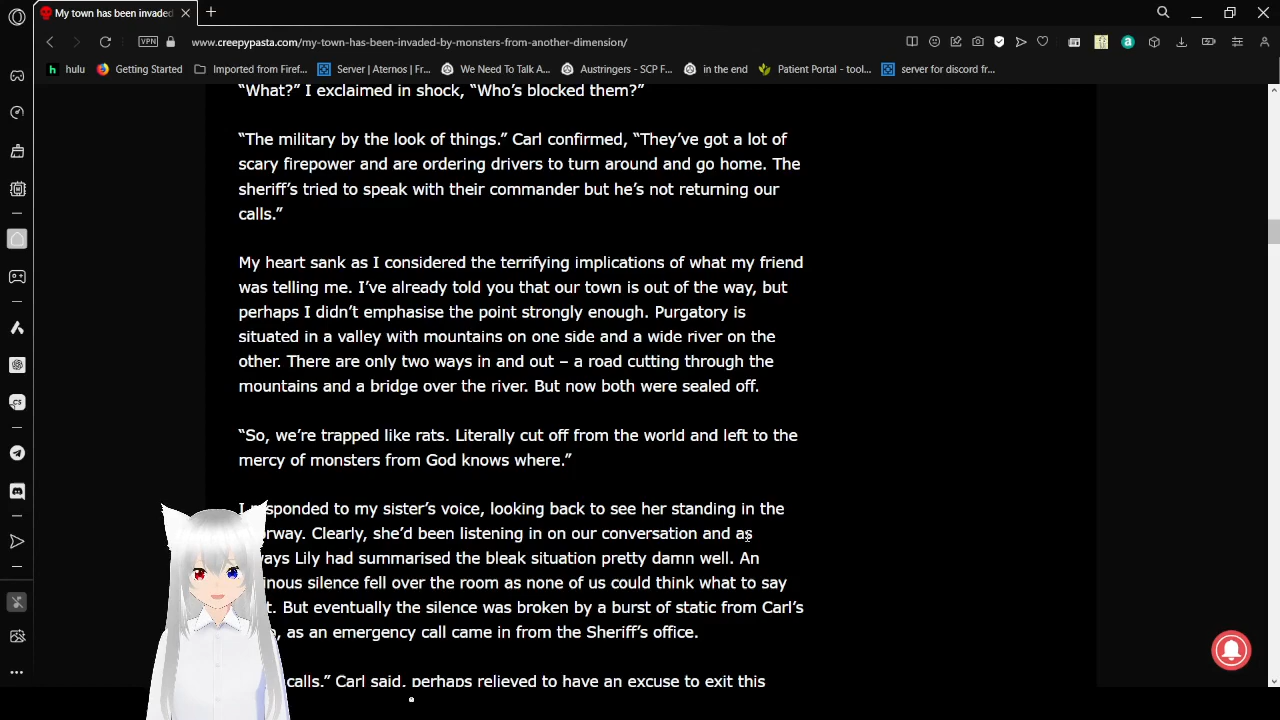 My town has been invaded
VPN
www.creepypasta.com/my-town-has-been-invaded-by-monsters-from-another-dimension/
hulu
Getting Started
Imported from Firef...
Server | Aternos | Fr...
We Need To Talk A...
Austringers - SCP F...
in the end
Patient Portal - tool...
server for discord fr...
“What?” I exclaimed in shock, “Who’s blocked them?”
“The military by the look of things.” Carl confirmed, “They’ve got a lot of
scary firepower and are ordering drivers to turn around and go home. The
sheriff’s tried to speak with their commander but he’s not returning our
calls.”
My heart sank as I considered the terrifying implications of what my friend
was telling me. I’ve already told you that our town is out of the way, but
perhaps I didn’t emphasise the point strongly enough. Purgatory is
situated in a valley with mountains on one side and a wide river on the
other. There are only two ways in and out – a road cutting through the
mountains and a bridge over the river. But now both were sealed off.
“So, we’re trapped like rats. Literally cut off from the world and left to the
mercy of monsters from God knows where.”
I responded to my sister’s voice, looking back to see her standing in the
rway. Clearly, she’d been listening in on our conversation and as
ways Lily had summarised the bleak situation pretty damn well. An
inous silence fell over the room as none of us could think what to say
t. But eventually the silence was broken by a burst of static from Carl’s
, as an emergency call came in from the Sheriff’s office.
calls.” Carl said, perhaps relieved to have an excuse to exit this